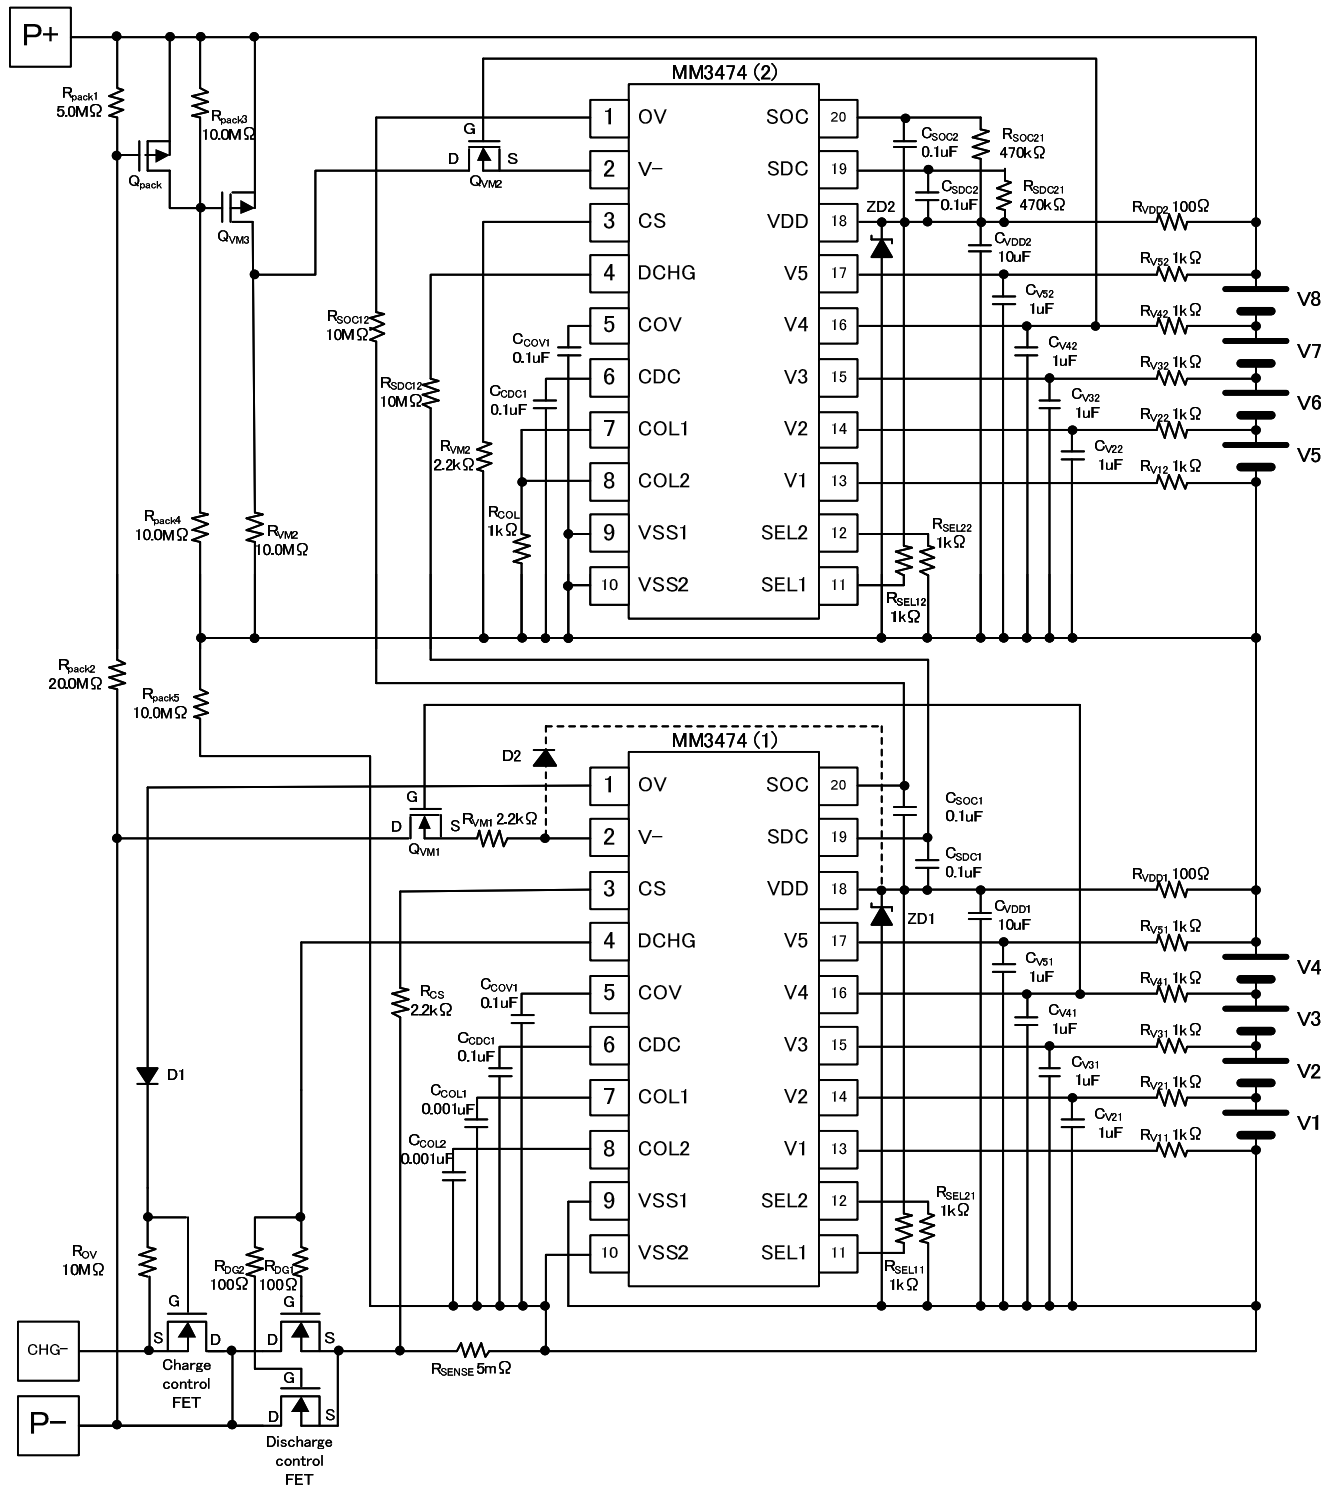 P+
Rpack1
5.0MΩ
Rpack3
10.0MΩ
Qpack
QVM3
G
D
S
QVM2
MM3474 (2)
1 OV
2 V-
3 CS
4 DCHG
5 COV
6 CDC
7 COL1
8 COL2
9 VSS1
10 VSS2
SOC 20
SDC 19
VDD 18
V5 17
V4 16
V3 15
V2 14
V1 13
SEL2 12
SEL1 11
CSOC2
0.1uF
RSOC21
470kΩ
CSDC2
0.1uF
RSDC21
470kΩ
ZD2
CVDD2
10uF
RVDD2 100Ω
RV52 1kΩ
CV52
1uF
RV42 1kΩ
CV42
1uF
RV32 1kΩ
CV32
1uF
RV22 1kΩ
CV22
1uF
RV12 1kΩ
V8
V7
V6
V5
RSOC12
10MΩ
RSDC12
10MΩ
CCOV1
0.1uF
CCDC1
0.1uF
RVM2
2.2kΩ
RCOL
1kΩ
RSEL22
1kΩ
RSEL12
1kΩ
Rpack4
10.0MΩ
RVM2
10.0MΩ
Rpack2
20.0MΩ
Rpack5
10.0MΩ
MM3474 (1)
D2
G
D
S
QVM1
RVM1 2.2kΩ
1 OV
2 V-
3 CS
4 DCHG
5 COV
6 CDC
7 COL1
8 COL2
9 VSS1
10 VSS2
SOC 20
SDC 19
VDD 18
V5 17
V4 16
V3 15
V2 14
V1 13
SEL2 12
SEL1 11
CSOC1
0.1uF
CSDC1
0.1uF
ZD1
CVDD1
10uF
RVDD1 100Ω
RV51 1kΩ
CV51
1uF
RV41 1kΩ
CV41
1uF
RV31 1kΩ
CV31
1uF
RV21 1kΩ
CV21
1uF
RV11 1kΩ
V4
V3
V2
V1
RCS
2.2kΩ
CCOV1
0.1uF
CCDC1
0.1uF
CCOL1
0.001uF
CCOL2
0.001uF
D1
RSEL21
1kΩ
RSEL11
1kΩ
ROV
10MΩ
RDG2
100Ω
RDG1
100Ω
CHG-
G
S
D
Charge
control
FET
G
D
S
RSENSE 5mΩ
P-
G
D
S
Discharge
control
FET